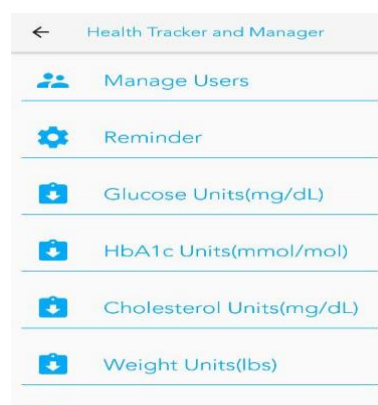 Health Tracker and Manager
Manage Users
Reminder
Glucose Units(mg/dL)
HbA1c Units(mmol/mol)
Cholesterol Units(mg/dL)
Weight Units(lbs)